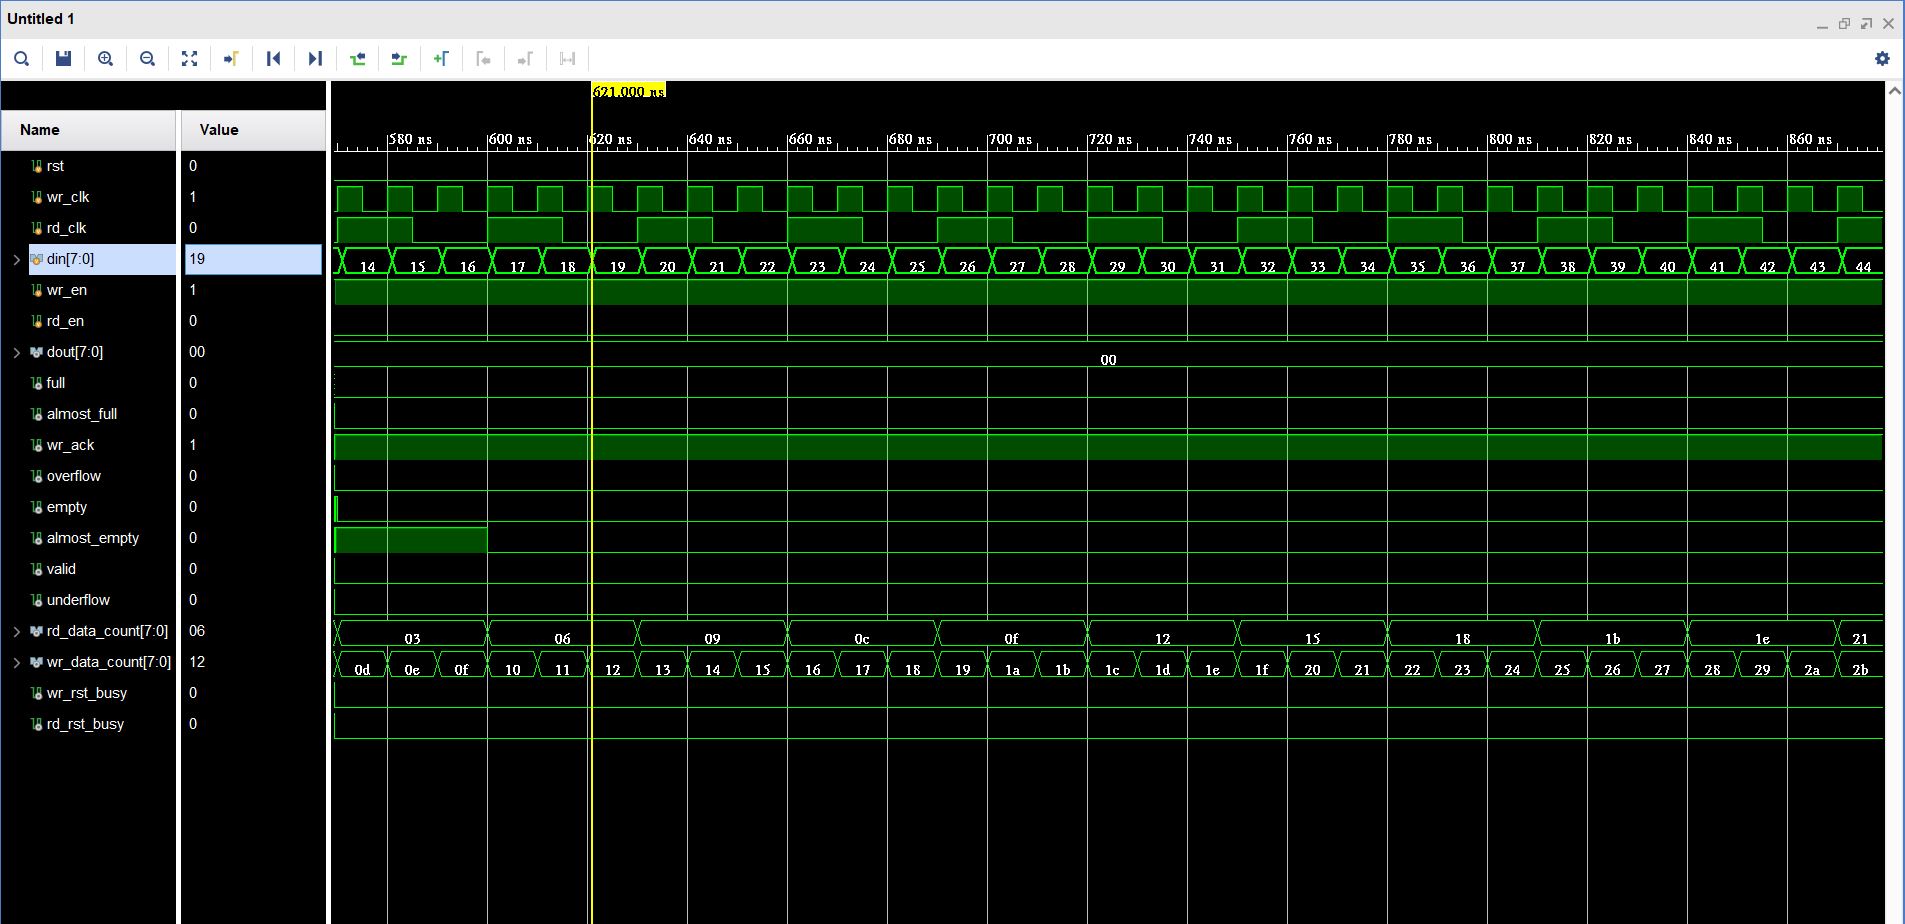 Untitled 1
621.000 ns
Name Value
580 ns 600 ns 620 ns 640 ns 660 ns 680 ns 700 ns 720 ns 740 ns 760 ns 780 ns 800 ns 820 ns 840 ns 860 ns
rst 0
wr_clk 1
rd_clk 0
din[7:0] 19 14 15 16 17 18 19 20 21 22 23 24 25 26 27 28 29 30 31 32 33 34 35 36 37 38 39 40 41 42 43 44
wr_en 1
rd_en 0
dout[7:0] 00 00
full 0
almost_full 0
wr_ack 1
overflow 0
empty 0
almost_empty 0
valid 0
underflow 0
rd_data_count[7:0] 06 03 06 09 0c 0f 12 15 18 1b 1e 21
wr_data_count[7:0] 12 0d 0e 0f 10 11 12 13 14 15 16 17 18 19 1a 1b 1c 1d 1e 1f 20 21 22 23 24 25 26 27 28 29 2a 2b
wr_rst_busy 0
rd_rst_busy 0